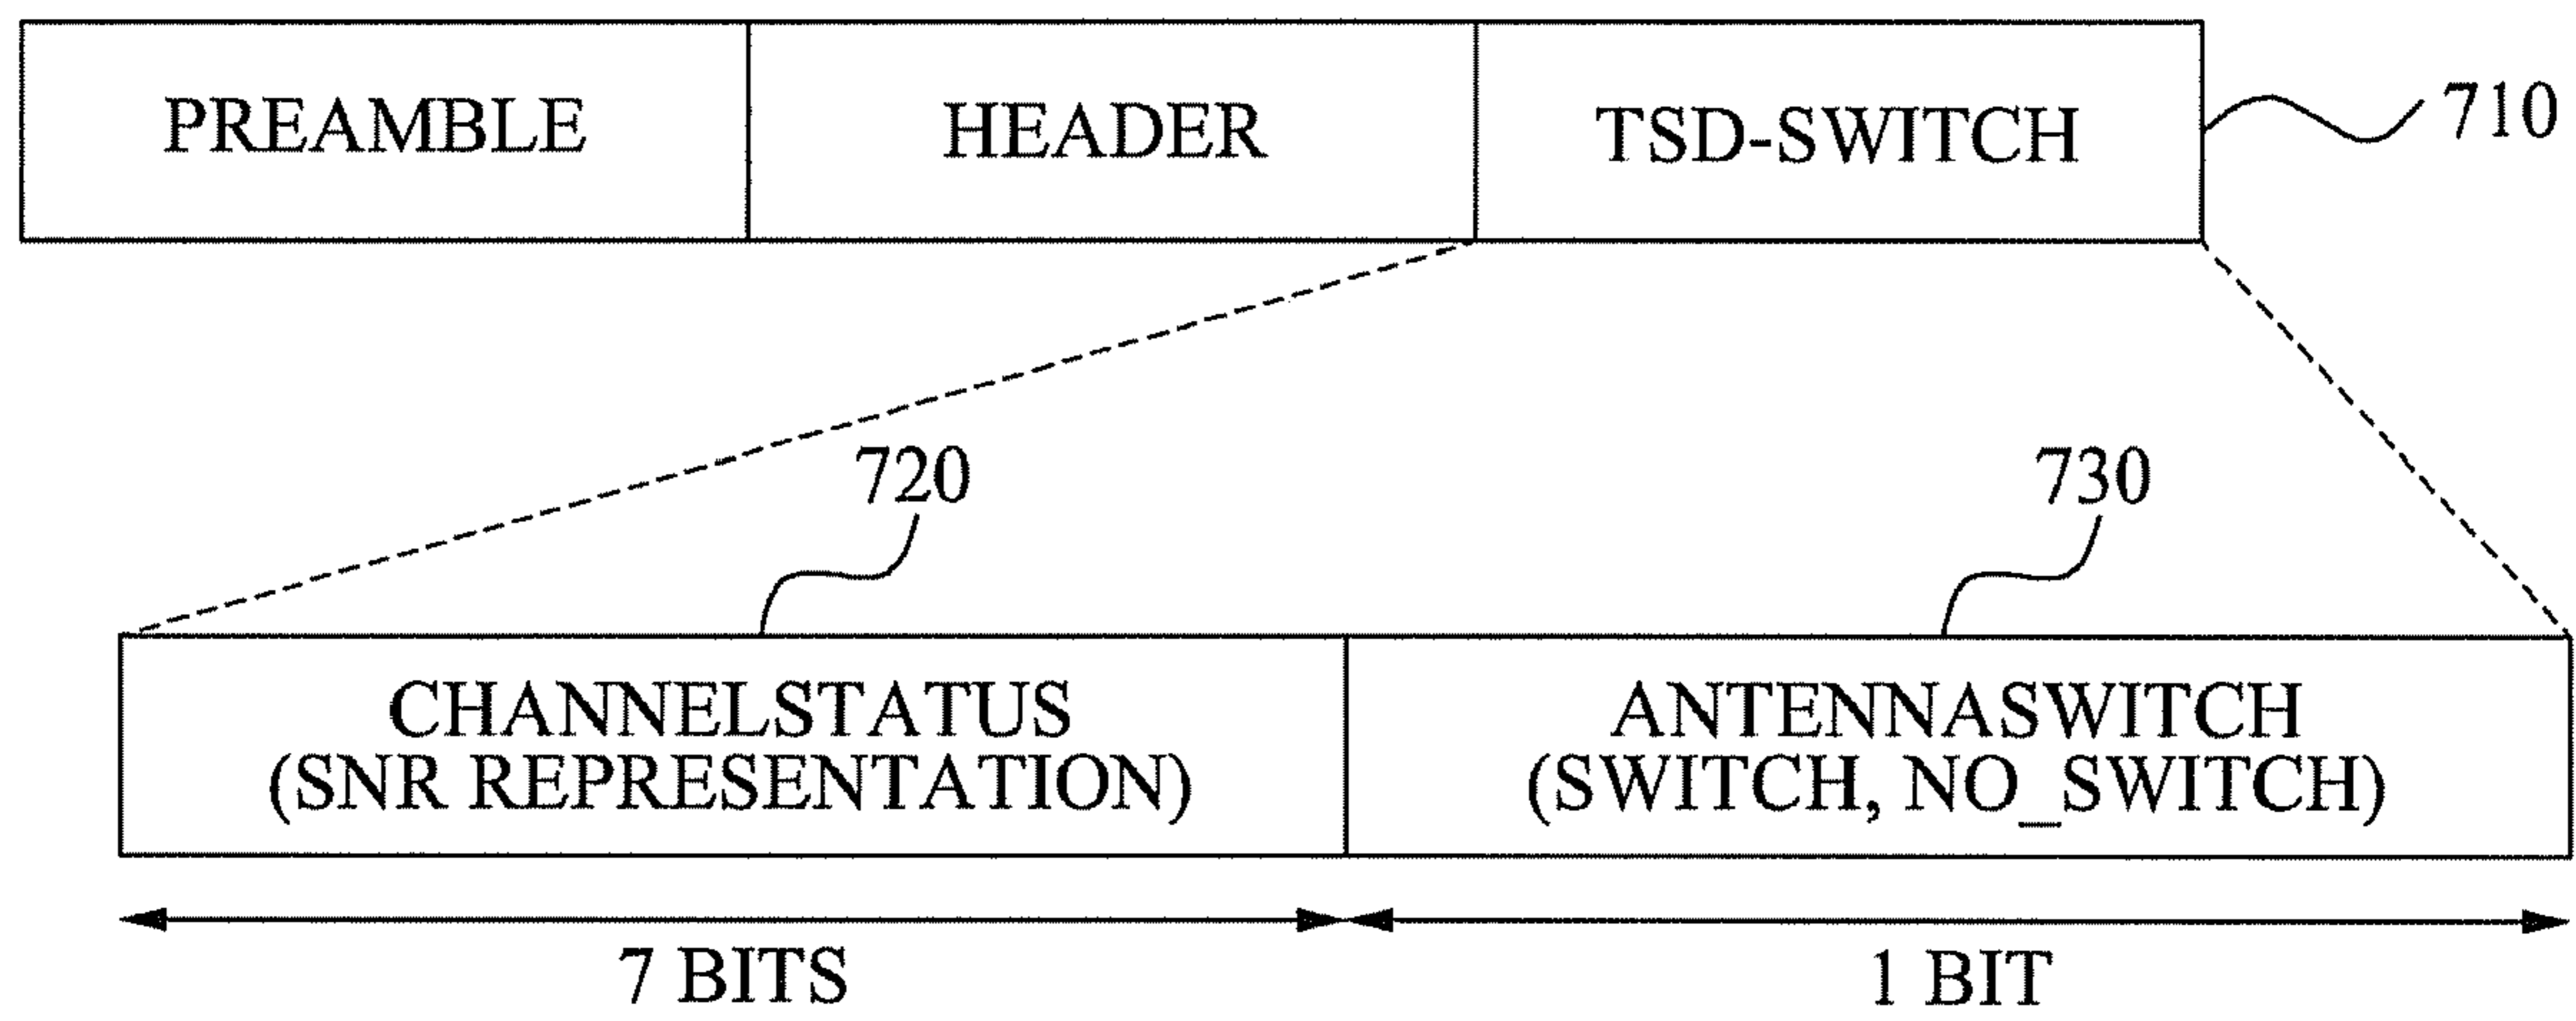 PREAMBLE HEADER TSD-SWITCH 710
720 730
CHANNELSTATUS
(SNR REPRESENTATION)
ANTENNASWITCH
(SWITCH, NO_SWITCH)
7 BITS 1 BIT